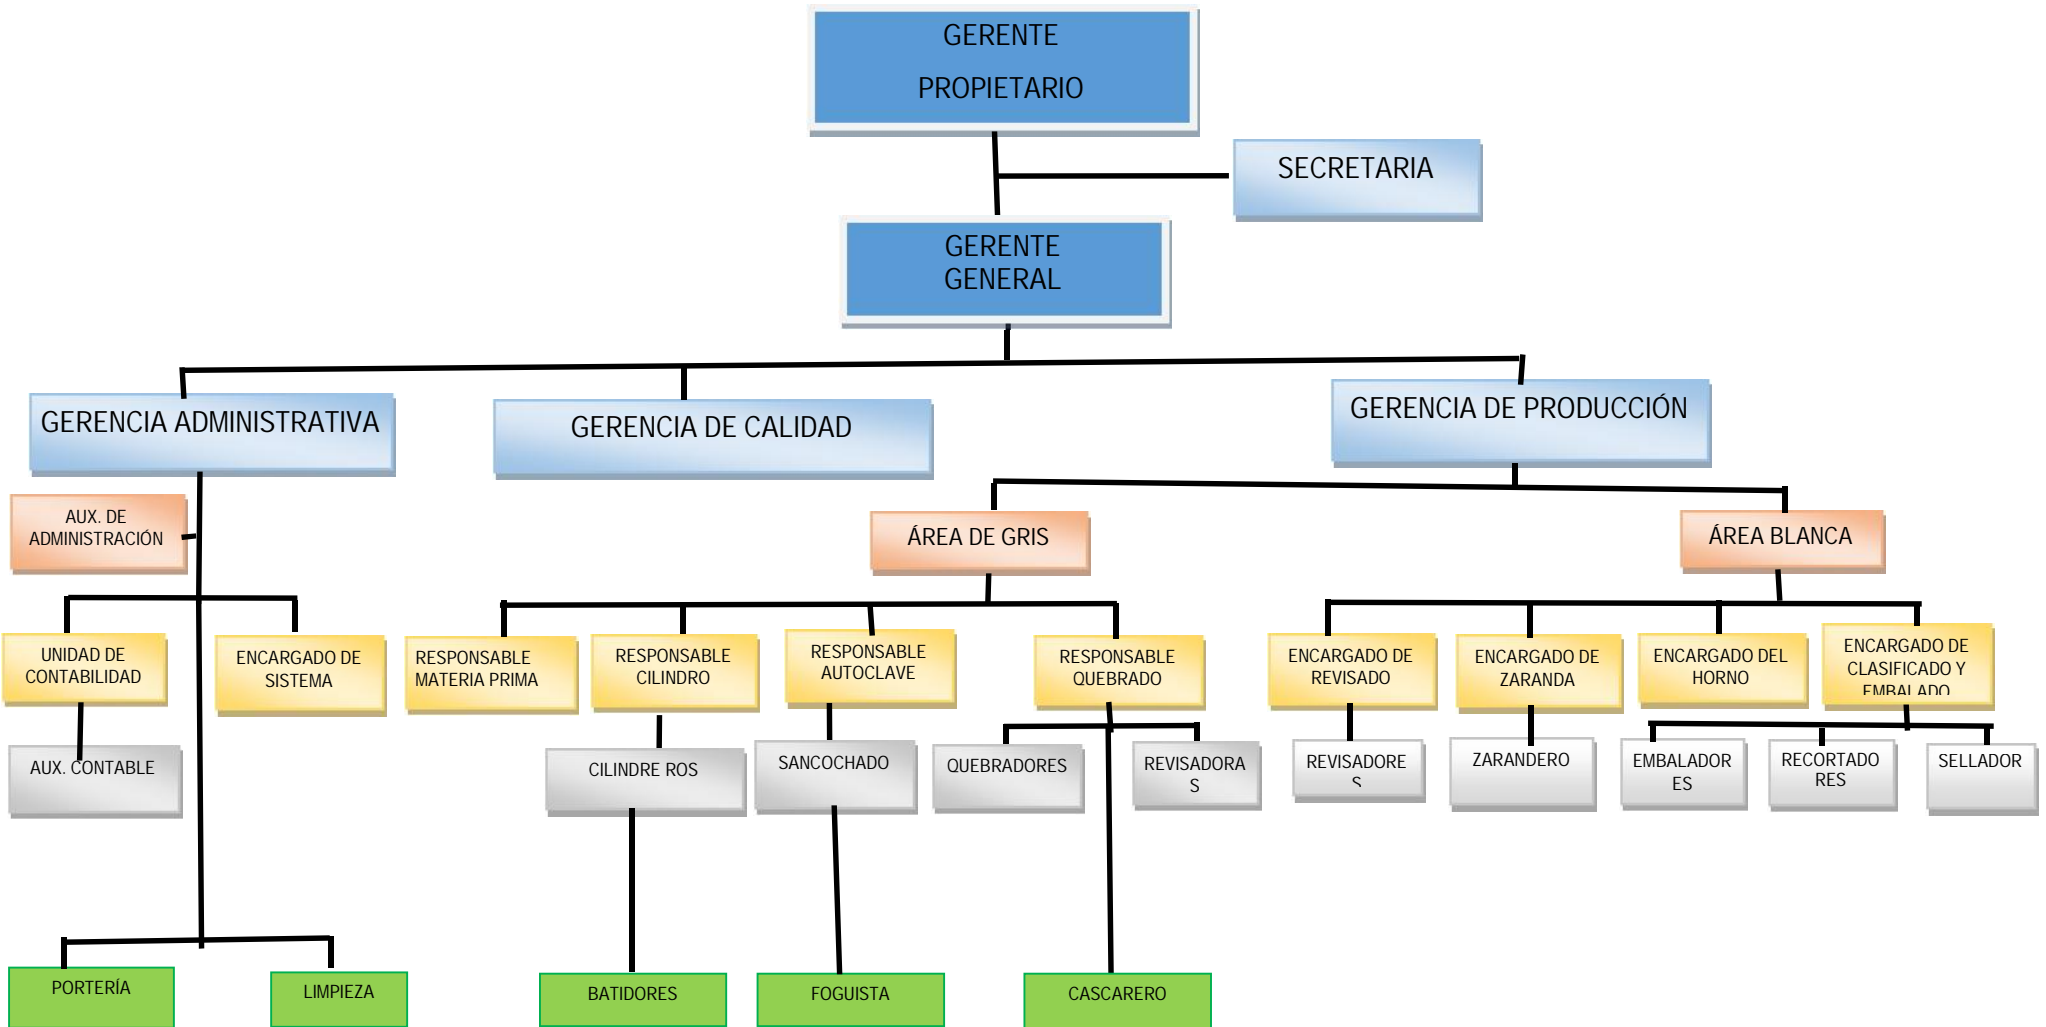 GERENTE
PROPIETARIO
SECRETARIA
GERENTE
GENERAL
GERENCIA ADMINISTRATIVA
GERENCIA DE CALIDAD
GERENCIA DE PRODUCCIÓN
AUX. DE
ADMINISTRACIÓN
ÁREA DE GRIS
ÁREA BLANCA
UNIDAD DE
CONTABILIDAD
ENCARGADO DE
SISTEMA
RESPONSABLE
MATERIA PRIMA
RESPONSABLE
CILINDRO
RESPONSABLE
AUTOCLAVE
RESPONSABLE
QUEBRADO
ENCARGADO DE
REVISADO
ENCARGADO DE
ZARANDA
ENCARGADO DEL
HORNO
ENCARGADO DE
CLASIFICADO Y
EMBALADO
AUX. CONTABLE
CILINDRE ROS
SANCOCHADO
QUEBRADORES
REVISADORA
S
REVISADORE
S
ZARANDERO
EMBALADOR
ES
RECORTADO
RES
SELLADOR
PORTERÍA
LIMPIEZA
BATIDORES
FOGUISTA
CASCARERO